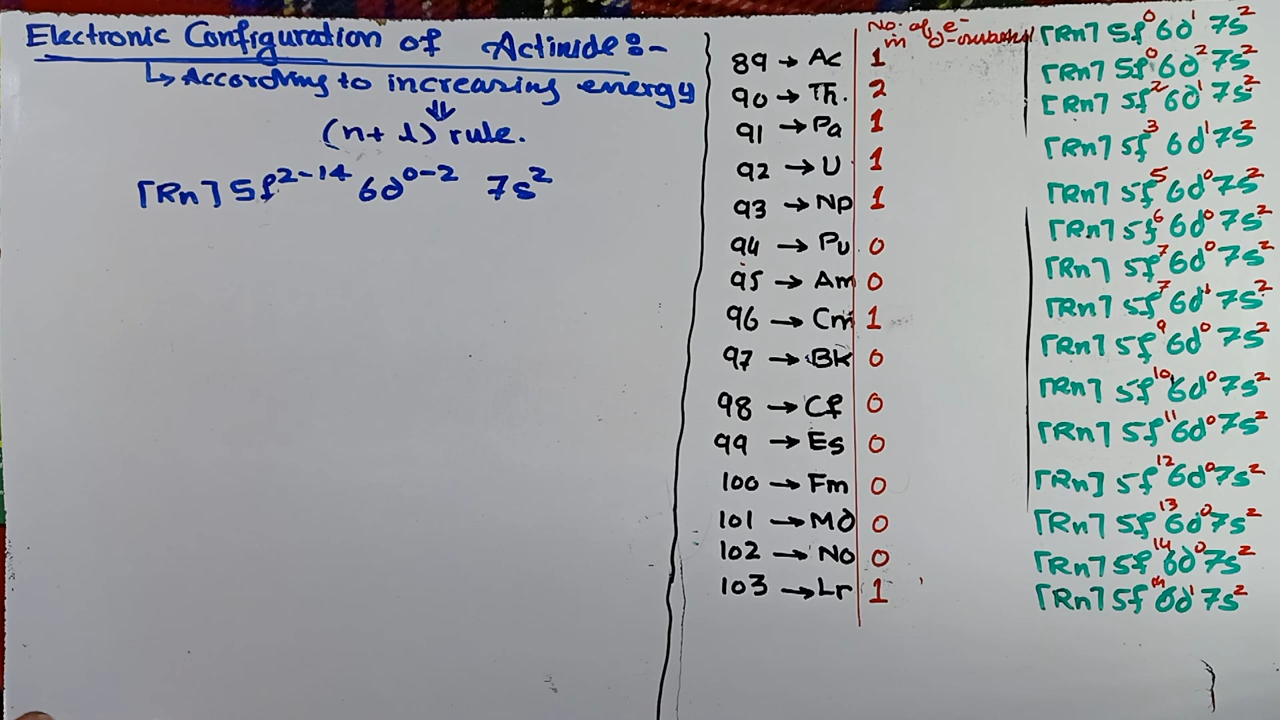 Electronic Configuration of Actinide:-
↳ According to increasing energy
⇓
(n+l) rule.
[Rn] 5f²⁻¹⁴ 6d⁰⁻² 7s²
No. of e⁻
in d-
89 → Ac 1
90 → Th. 2
91 → Pa 1
92 → U 1
93 → Np 1
94 → Pu 0
95 → Am 0
96 → Cm 1
97 → Bk 0
98 → Cf 0
99 → Es 0
100 → Fm 0
101 → Md 0
102 → No 0
103 → Lr 1
[Rn] 5f⁰ 6d¹ 7s²
[Rn] 5f⁰ 6d² 7s²
[Rn] 5f² 6d¹ 7s²
[Rn] 5f³ 6d¹ 7s²
[Rn] 5f⁵ 6d⁰ 7s²
[Rn] 5f⁶ 6d⁰ 7s²
[Rn] 5f⁷ 6d⁰ 7s²
[Rn] 5f⁷ 6d¹ 7s²
[Rn] 5f⁹ 6d⁰ 7s²
[Rn] 5f¹⁰ 6d⁰ 7s²
[Rn] 5f¹¹ 6d⁰ 7s²
[Rn] 5f¹² 6d⁰ 7s²
[Rn] 5f¹³ 6d⁰ 7s²
[Rn] 5f¹⁴ 6d⁰ 7s²
[Rn] 5f¹⁴ 6d¹ 7s²